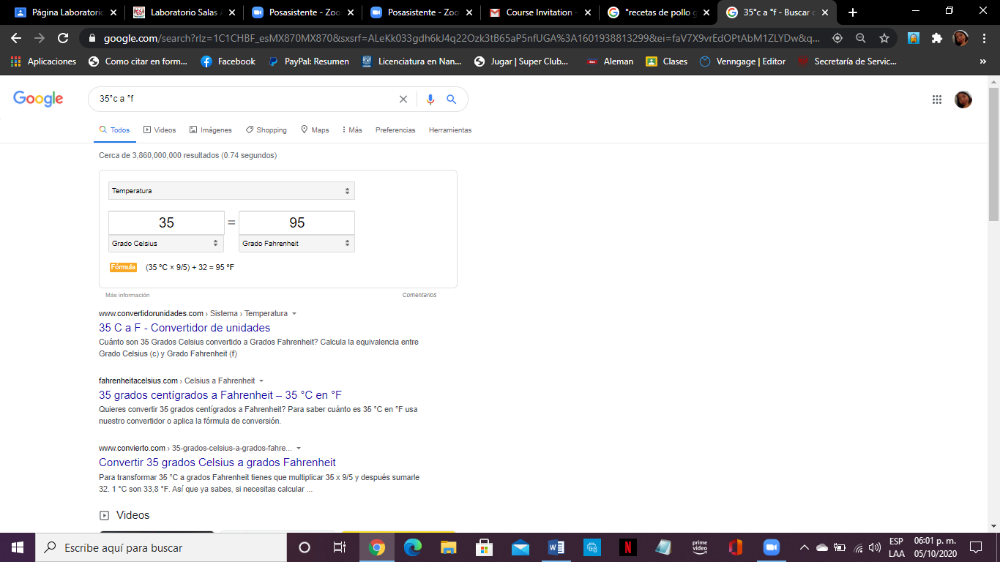 Página Laboratorio
Laboratorio Salas A
Posasistente - Zoo
Posasistente - Zoo
Course Invitation -
"recetas de pollo g
35°c a °f - Buscar c
google.com/search?rlz=1C1CHBF_esMX870MX870&sxsrf=ALeKk033gdh6kJ4q22Ozk3tB65aP5nfUGA%3A1601938813299&ei=faV7X9vrEdOPtAbM1ZLYDw&q...
Aplicaciones
Como citar en form...
Facebook
PayPal: Resumen
Licenciatura en Nan...
Jugar | Super Club...
Aleman
Clases
Venngage | Editor
Secretaría de Servic...
»
Google
35°c a °f
Todos
Videos
Imágenes
Shopping
Maps
Más
Preferencias
Herramientas
Cerca de 3,860,000,000 resultados (0.74 segundos)
Temperatura
35 = 95
Grado Celsius
Grado Fahrenheit
Fórmula (35 °C × 9/5) + 32 = 95 °F
Más información
Comentarios
www.convertidorunidades.com › Sistema › Temperatura
35 C a F - Convertidor de unidades
Cuánto son 35 Grados Celsius convertido a Grados Fahrenheit? Calcula la equivalencia entre
Grado Celsius (c) y Grado Fahrenheit (f)
fahrenheitacelsius.com › Celsius a Fahrenheit
35 grados centígrados a Fahrenheit – 35 °C en °F
Quieres convertir 35 grados centígrados a Fahrenheit? Para saber cuánto es 35 °C en °F usa
nuestro convertidor o aplica la fórmula de conversión.
www.convierto.com › 35-grados-celsius-a-grados-fahre...
Convertir 35 grados Celsius a grados Fahrenheit
Para transformar 35 °C a grados Fahrenheit tienes que multiplicar 35 x 9/5 y después sumarle
32. 1 °C son 33,8 °F. Así que ya sabes, si necesitas calcular ...
Videos
Escribe aquí para buscar
prime video
ESP
LAA
06:01 p. m.
05/10/2020